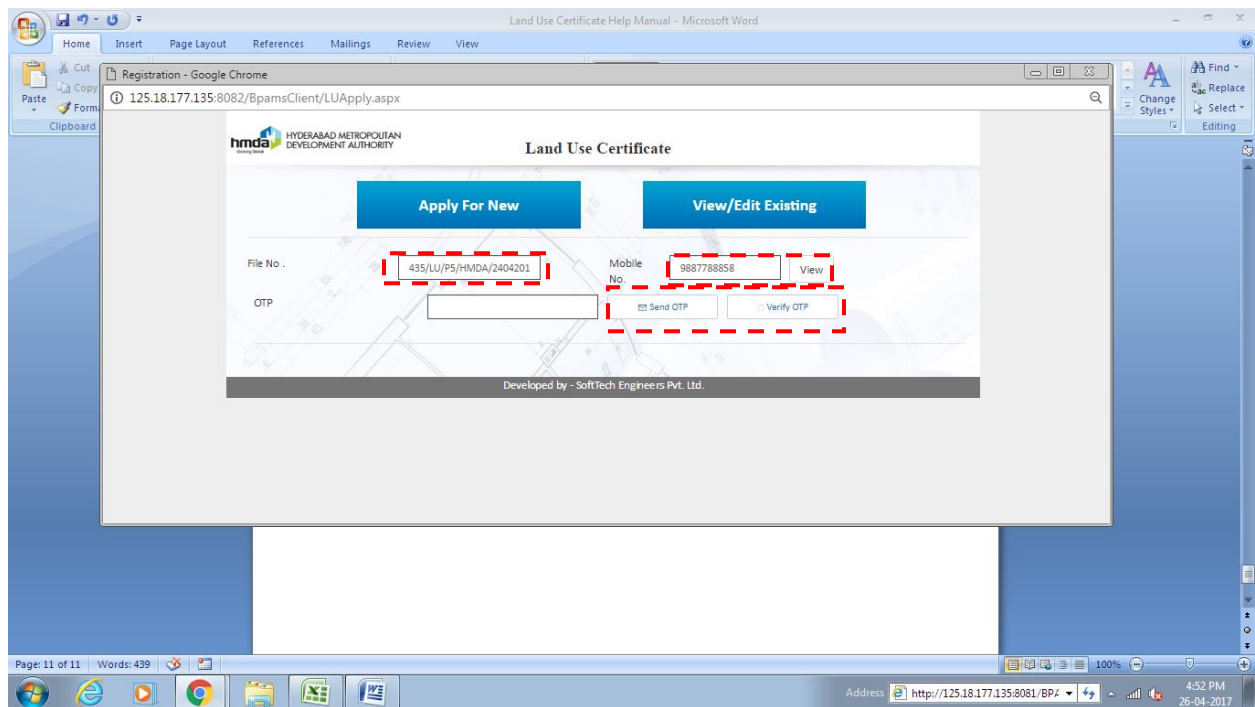 Land Use Certificate Help Manual - Microsoft Word
Home Insert Page Layout References Mailings Review View
Cut
Copy
Paste
Clipboard
Find
Replace
Change Styles
Select
Editing
Registration - Google Chrome
125.18.177.135:8082/BpamsClient/LUApply.aspx
hmda HYDERABAD METROPOLITAN
DEVELOPMENT AUTHORITY
Land Use Certificate
Apply For New View/Edit Existing
File No . 435/LU/P5/HMDA/2404201 Mobile No. 9887788858 View
OTP Send OTP Verify OTP
Developed by - SoftTech Engineers Pvt. Ltd.
Page: 11 of 11 Words: 439 100%
Address http://125.18.177.135:8081/BPA 4:52 PM
26-04-2017